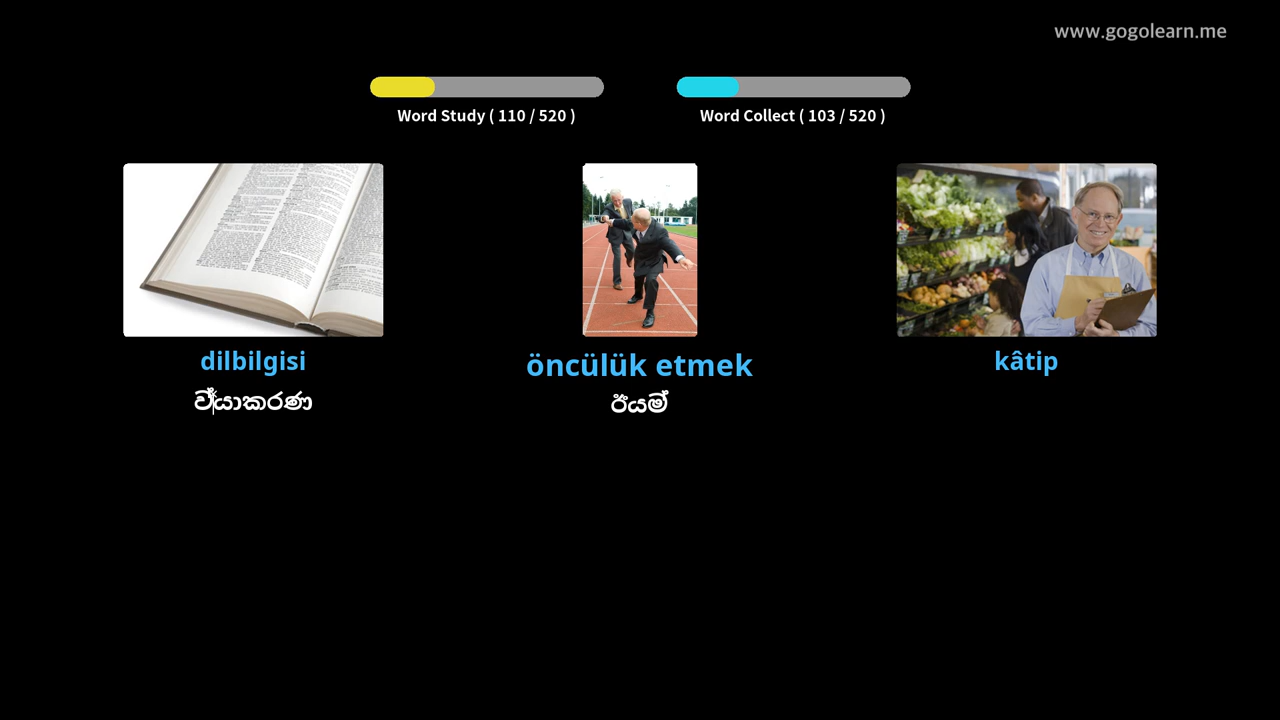 www.gogolearn.me
Word Study ( 110 / 520 )
Word Collect ( 103 / 520 )
dilbilgisi
öncülük etmek
kâtip
ව්‍යාකරණ
ඊයම්